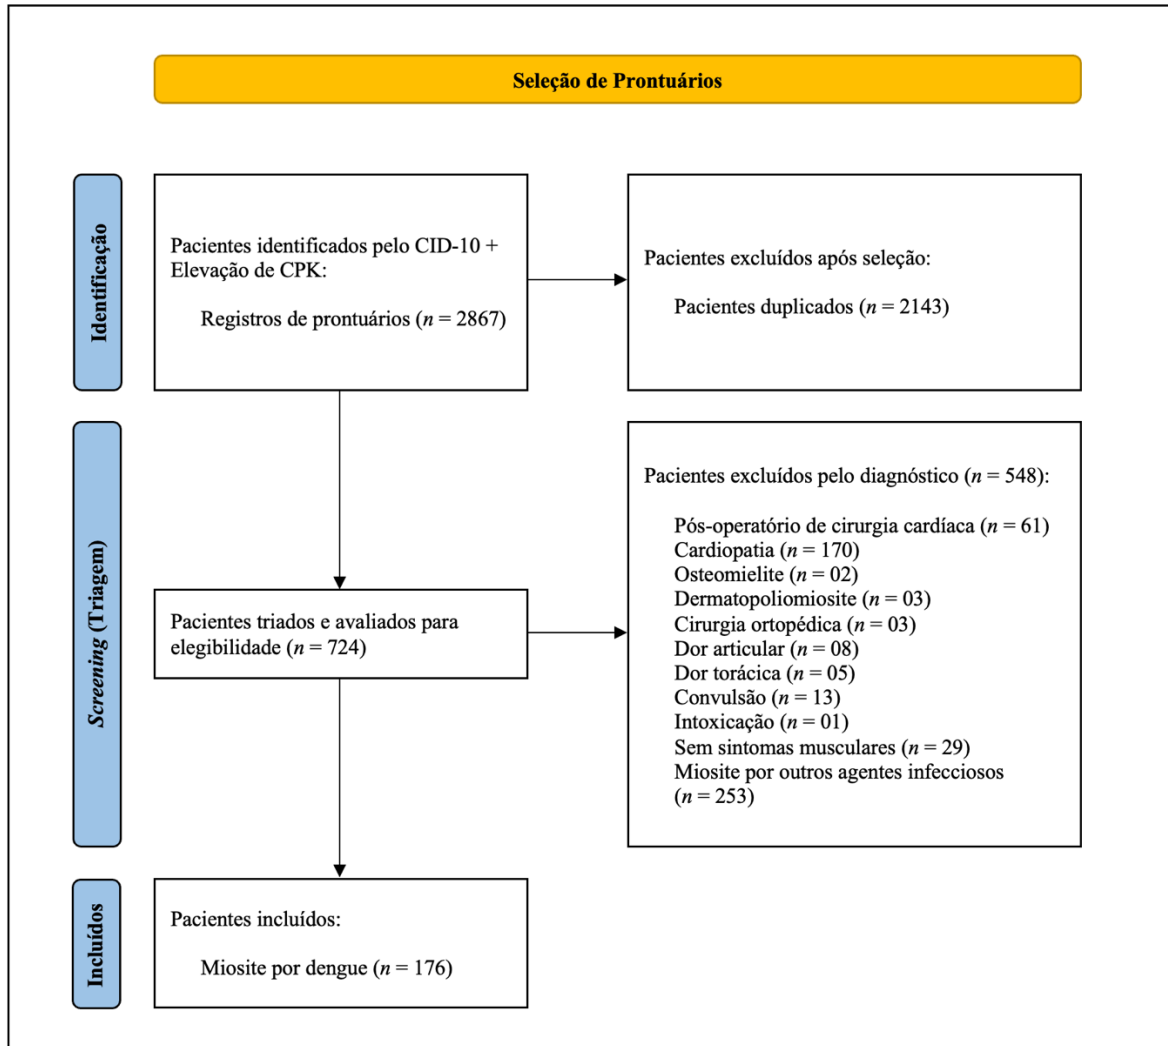 Seleção de Prontuários
Identificação
Pacientes identificados pelo CID-10 +
Elevação de CPK:
Registros de prontuários (n = 2867)
Pacientes excluídos após seleção:
Pacientes duplicados (n = 2143)
Screening (Triagem)
Pacientes triados e avaliados para
elegibilidade (n = 724)
Pacientes excluídos pelo diagnóstico (n = 548):
Pós-operatório de cirurgia cardíaca (n = 61)
Cardiopatia (n = 170)
Osteomielite (n = 02)
Dermatopoliomiosite (n = 03)
Cirurgia ortopédica (n = 03)
Dor articular (n = 08)
Dor torácica (n = 05)
Convulsão (n = 13)
Intoxicação (n = 01)
Sem sintomas musculares (n = 29)
Miosite por outros agentes infecciosos
(n = 253)
Incluídos
Pacientes incluídos:
Miosite por dengue (n = 176)